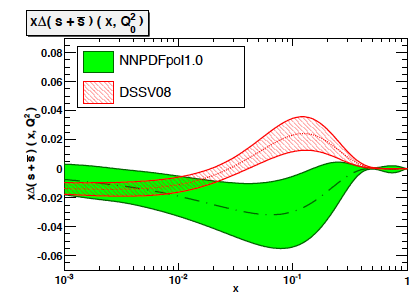 xΔ( s + s̅ ) ( x, Q₀²)
0.08
0.06
0.04
0.02
0.00
-0.02
-0.04
-0.06
xΔ( s + s̅ ) ( x, Q₀²)
NNPDFpol1.0
DSSV08
10⁻³
10⁻²
10⁻¹
1
x